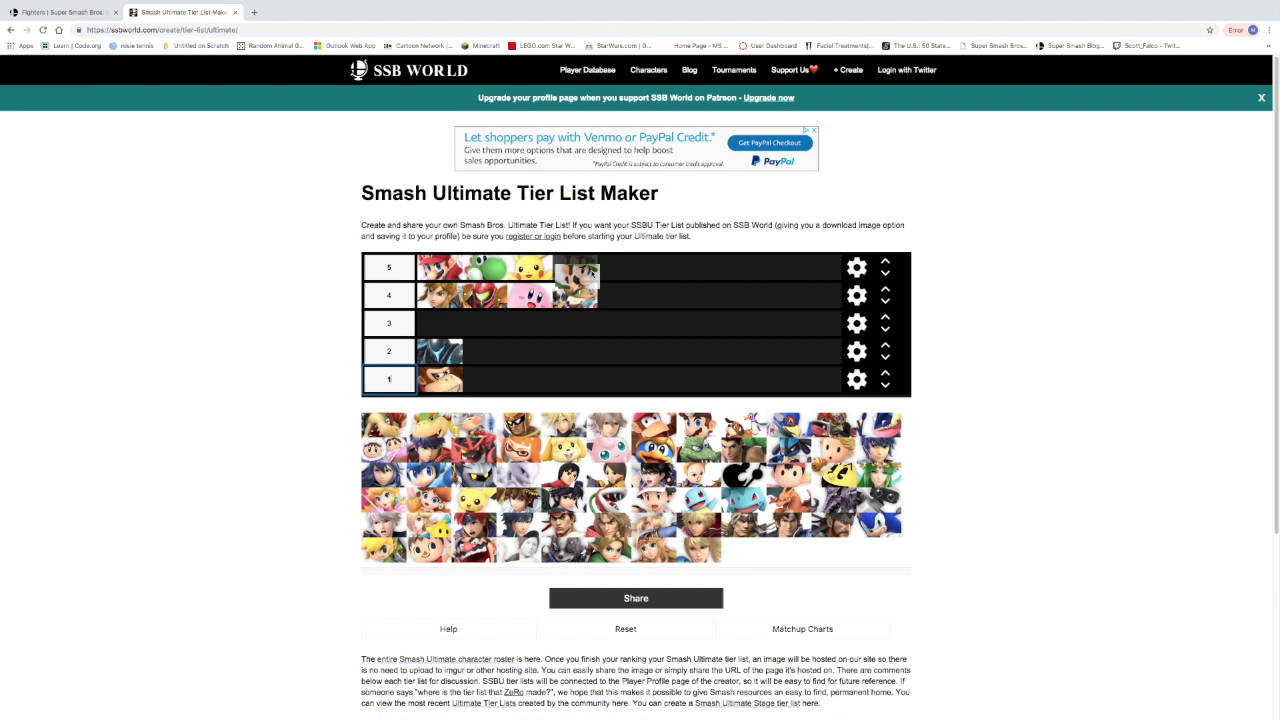 Fighters | Super Smash Bros.
Smash Ultimate Tier List Maker
https://ssbworld.com/create/tier-list/ultimate/
Error
M
Apps
Learn | Code.org
rosie tennis
Untitled on Scratch
Random Animal G...
Outlook Web App
Cartoon Network |...
Minecraft
LEGO.com Star W...
StarWars.com | G...
Home Page - MS ...
User Dashboard
Facial Treatments|...
The U.S.: 50 State...
Super Smash Bros...
Super Smash Blog...
Scott_Falco - Twit...
SSB WORLD
Player Database
Characters
Blog
Tournaments
Support Us❤️
+ Create
Login with Twitter
Upgrade your profile page when you support SSB World on Patreon - Upgrade now
X
Let shoppers pay with Venmo or PayPal Credit.*
Give them more options that are designed to help boost
sales opportunities.
*PayPal Credit is subject to consumer credit approval.
Get PayPal Checkout
PayPal
Smash Ultimate Tier List Maker
Create and share your own Smash Bros. Ultimate Tier List! If you want your SSBU Tier List published on SSB World (giving you a download image option
and saving it to your profile) be sure you register or login before starting your Ultimate tier list.
5
4
3
2
1
Share
Help
Reset
Matchup Charts
The entire Smash Ultimate character roster is here. Once you finish your ranking your Smash Ultimate tier list, an image will be hosted on our site so there
is no need to upload to imgur or other hosting site. You can easily share the image or simply share the URL of the page it's hosted on. There are comments
below each tier list for discussion. SSBU tier lists will be connected to the Player Profile page of the creator, so it will be easy to find for future reference. If
someone says "where is the tier list that ZeRo made?", we hope that this makes it possible to give Smash resources an easy to find, permanent home. You
can view the most recent Ultimate Tier Lists created by the community here. You can create a Smash Ultimate Stage tier list here.